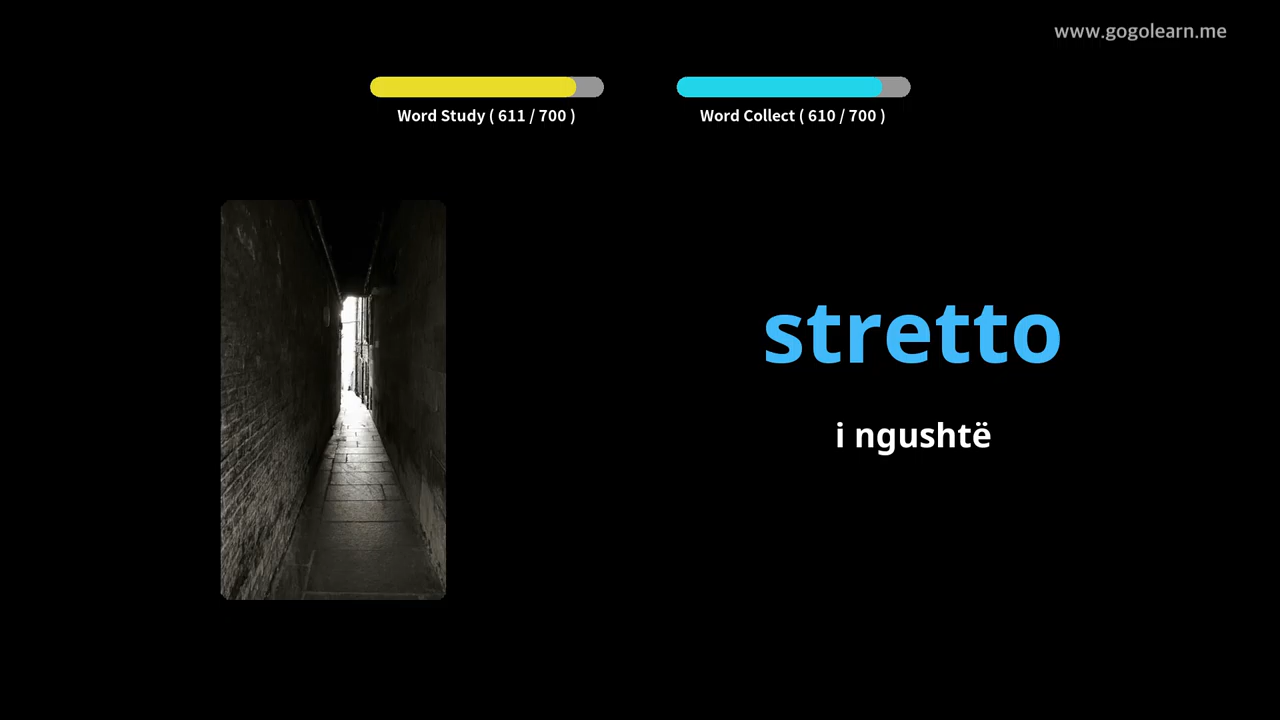 www.gogolearn.me
Word Study ( 611 / 700 )
Word Collect ( 610 / 700 )
stretto
i ngushtë